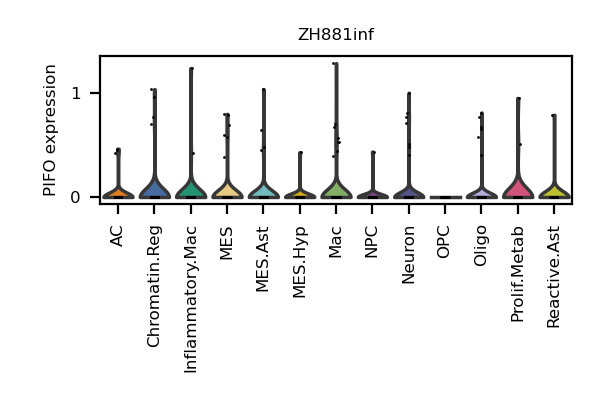 ZH881inf
PIFO expression
1
0
AC
Chromatin.Reg
Inflammatory.Mac
MES
MES.Ast
MES.Hyp
Mac
NPC
Neuron
OPC
Oligo
Prolif.Metab
Reactive.Ast